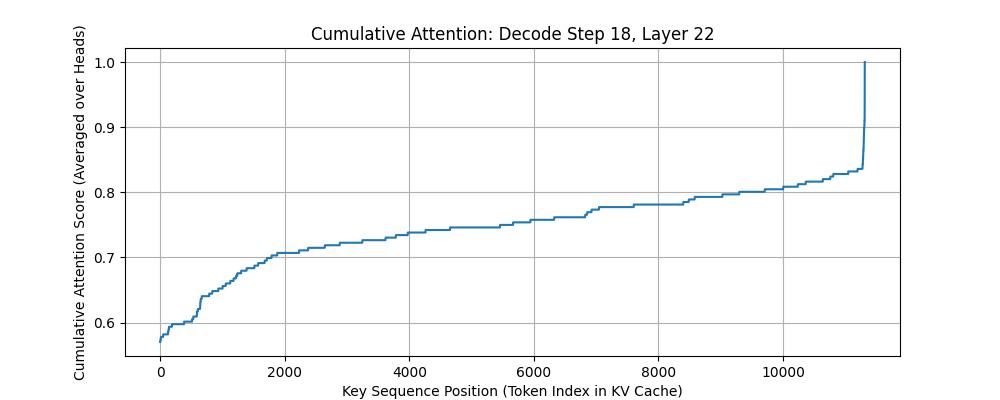 Cumulative Attention: Decode Step 18, Layer 22
Cumulative Attention Score (Averaged over Heads)
1.0
0.9
0.8
0.7
0.6
0 2000 4000 6000 8000 10000
Key Sequence Position (Token Index in KV Cache)